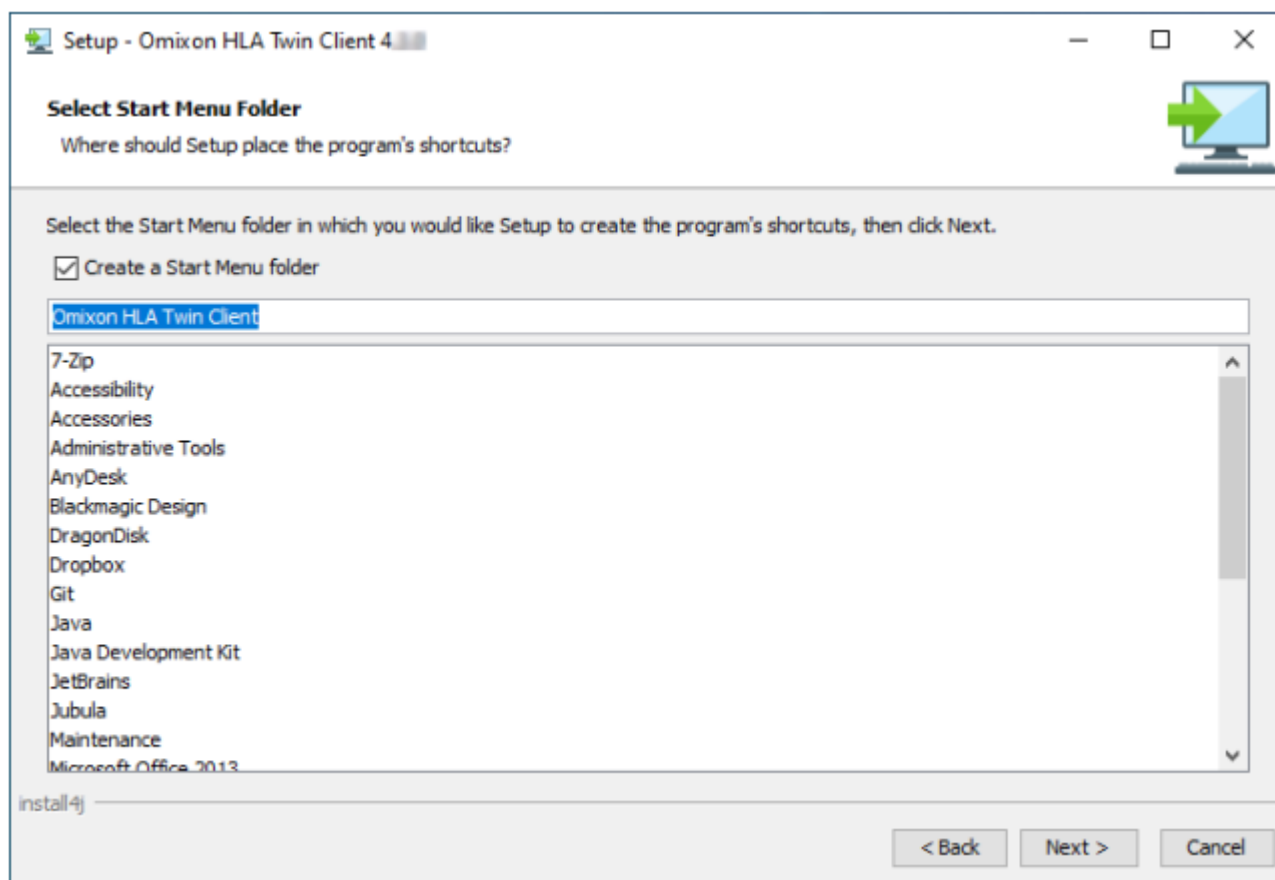 Setup - Omixon HLA Twin Client 4.
Select Start Menu Folder
Where should Setup place the program's shortcuts?
Select the Start Menu folder in which you would like Setup to create the program's shortcuts, then click Next.
Create a Start Menu folder
Omixon HLA Twin Client
7-Zip
Accessibility
Accessories
Administrative Tools
AnyDesk
Blackmagic Design
DragonDisk
Dropbox
Git
Java
Java Development Kit
JetBrains
Jubula
Maintenance
Microsoft Office 2013
install4j
< Back Next > Cancel